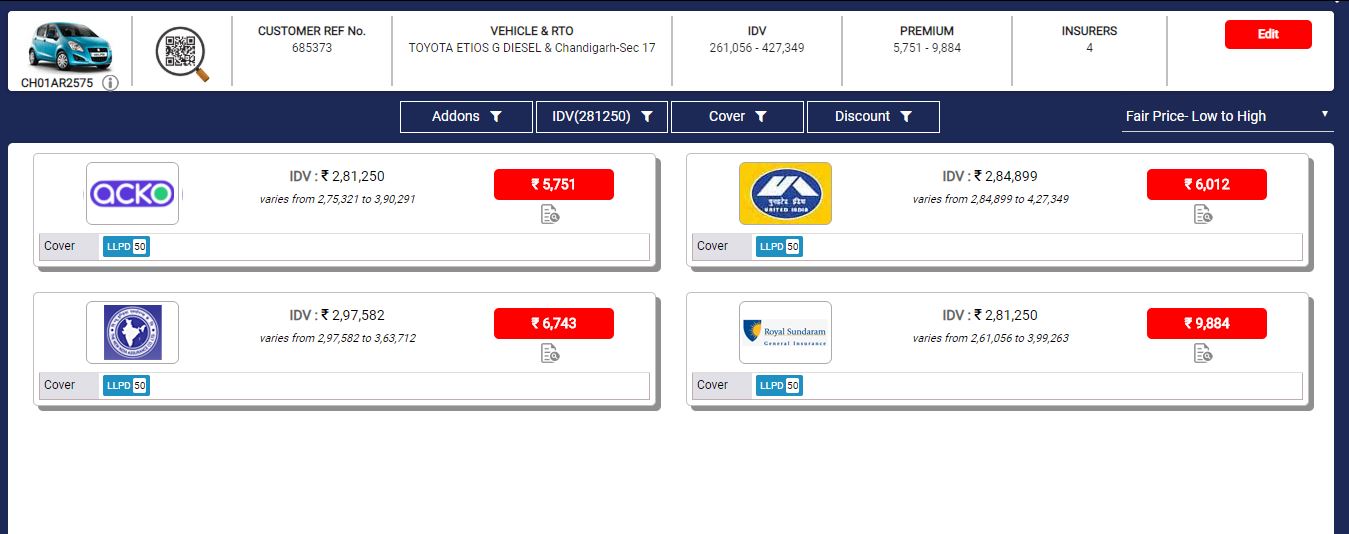 CH01AR2575
CUSTOMER REF No.
685373
VEHICLE & RTO
TOYOTA ETIOS G DIESEL & Chandigarh-Sec 17
IDV
261,056 - 427,349
PREMIUM
5,751 - 9,884
INSURERS
4
Edit
Addons
IDV(281250)
Cover
Discount
Fair Price- Low to High
ACKO
IDV : ₹ 2,81,250
varies from 2,75,321 to 3,90,291
₹ 5,751
Cover LLPD 50
UNITED INDIA
IDV : ₹ 2,84,899
varies from 2,84,899 to 4,27,349
₹ 6,012
Cover LLPD 50
IDV : ₹ 2,97,582
varies from 2,97,582 to 3,63,712
₹ 6,743
Cover LLPD 50
Royal Sundaram
General Insurance
IDV : ₹ 2,81,250
varies from 2,61,056 to 3,99,263
₹ 9,884
Cover LLPD 50